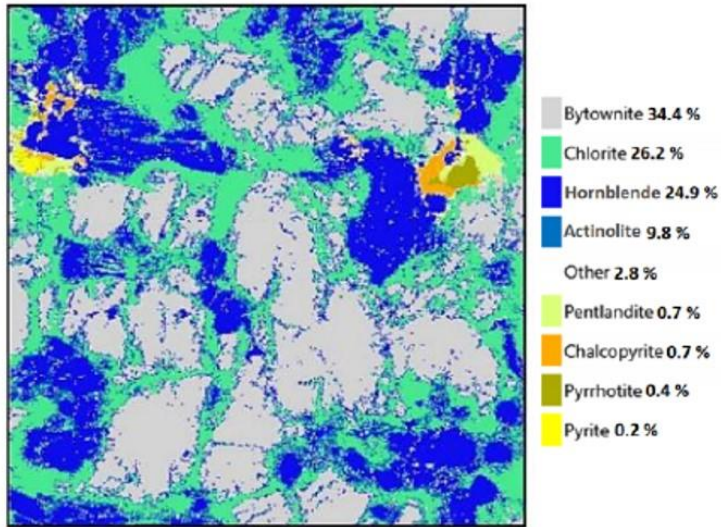 Bytownite 34.4 %
Chlorite 26.2 %
Hornblende 24.9 %
Actinolite 9.8 %
Other 2.8 %
Pentlandite 0.7 %
Chalcopyrite 0.7 %
Pyrrhotite 0.4 %
Pyrite 0.2 %